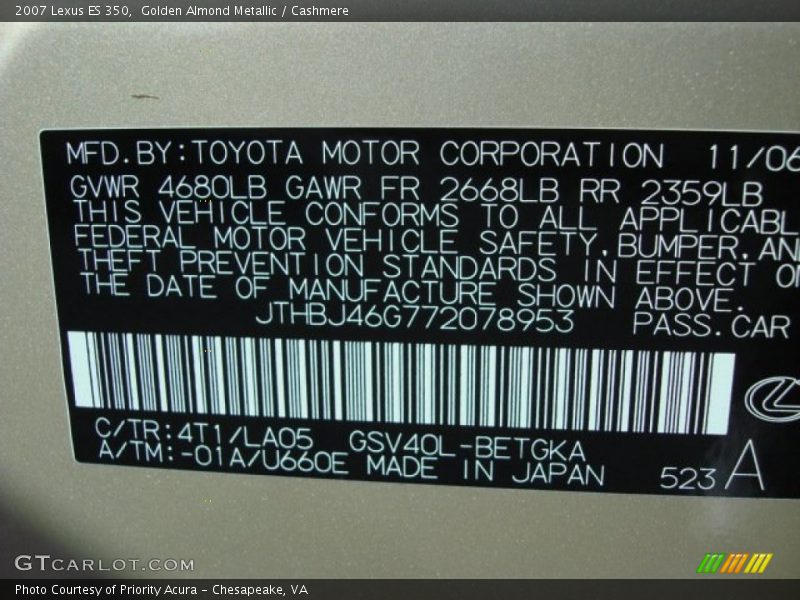 2007 Lexus ES 350,  Golden Almond Metallic / Cashmere
MFD.BY:TOYOTA MOTOR CORPORATION 11/06
GVWR 4680LB GAWR FR 2668LB RR 2359LB
THIS VEHICLE CONFORMS TO ALL APPLICABL
FEDERAL MOTOR VEHICLE SAFETY,BUMPER,AN
THEFT PREVENTION STANDARDS IN EFFECT O
THE DATE OF MANUFACTURE SHOWN ABOVE.
JTHBJ46G772078953 PASS.CAR
C/TR:4T1/LA05 GSV40L-BETGKA
A/TM:-01A/U660E MADE IN JAPAN 523 A
GTCARLOT.COM
Photo Courtesy of Priority Acura – Chesapeake, VA